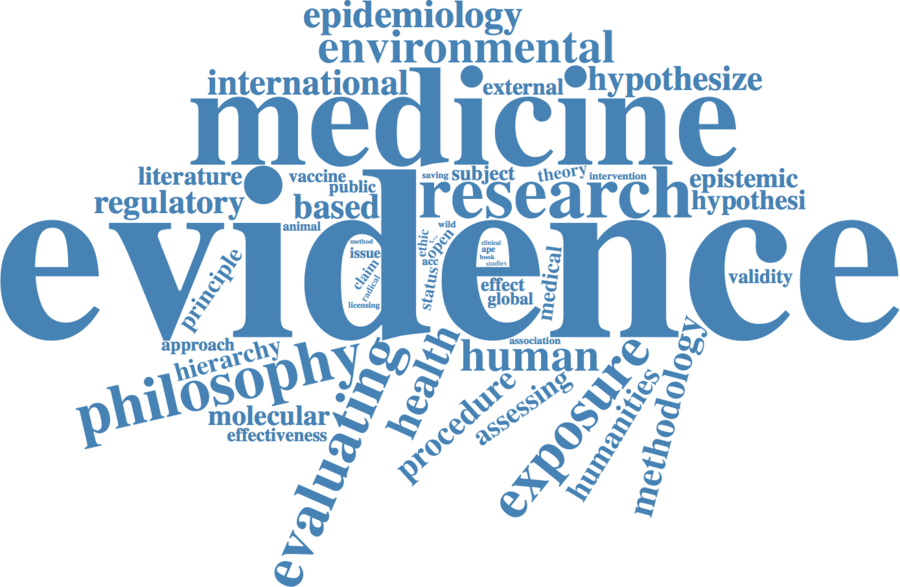 epidemiology
environmental
international
external
hypothesize
medicine
literature
vaccine
public
saving
subject
theory
intervention
epistemic
regulatory
based
research
hypothesi
animal
wild
evidence
method
issue
claim
radical
licensing
ethic
open
acc
status
clinical
ape
book
studies
effect
global
medical
validity
principle
approach
hierarchy
philosophy
molecular
effectiveness
evaluating
health
association
human
procedure
assessing
exposure
humanities
methodology